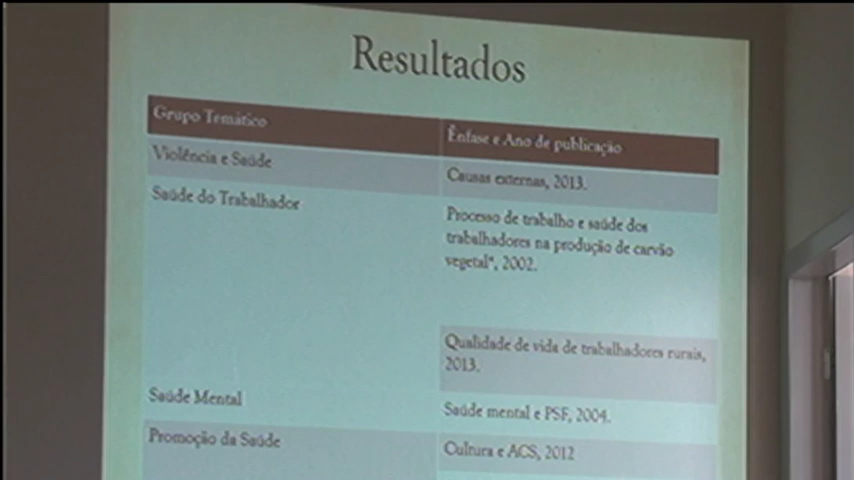 Resultados
Grupo Temático
Ênfase e Ano de publicação
Violência e Saúde
Causas externas, 2013.
Saúde do Trabalhador
Processo de trabalho e saúde dos
trabalhadores na produção de carvão
vegetal", 2002.
Qualidade de vida de trabalhadores rurais,
2013.
Saúde Mental
Saúde mental e PSF, 2004.
Promoção da Saúde
Cultura e ACS, 2012